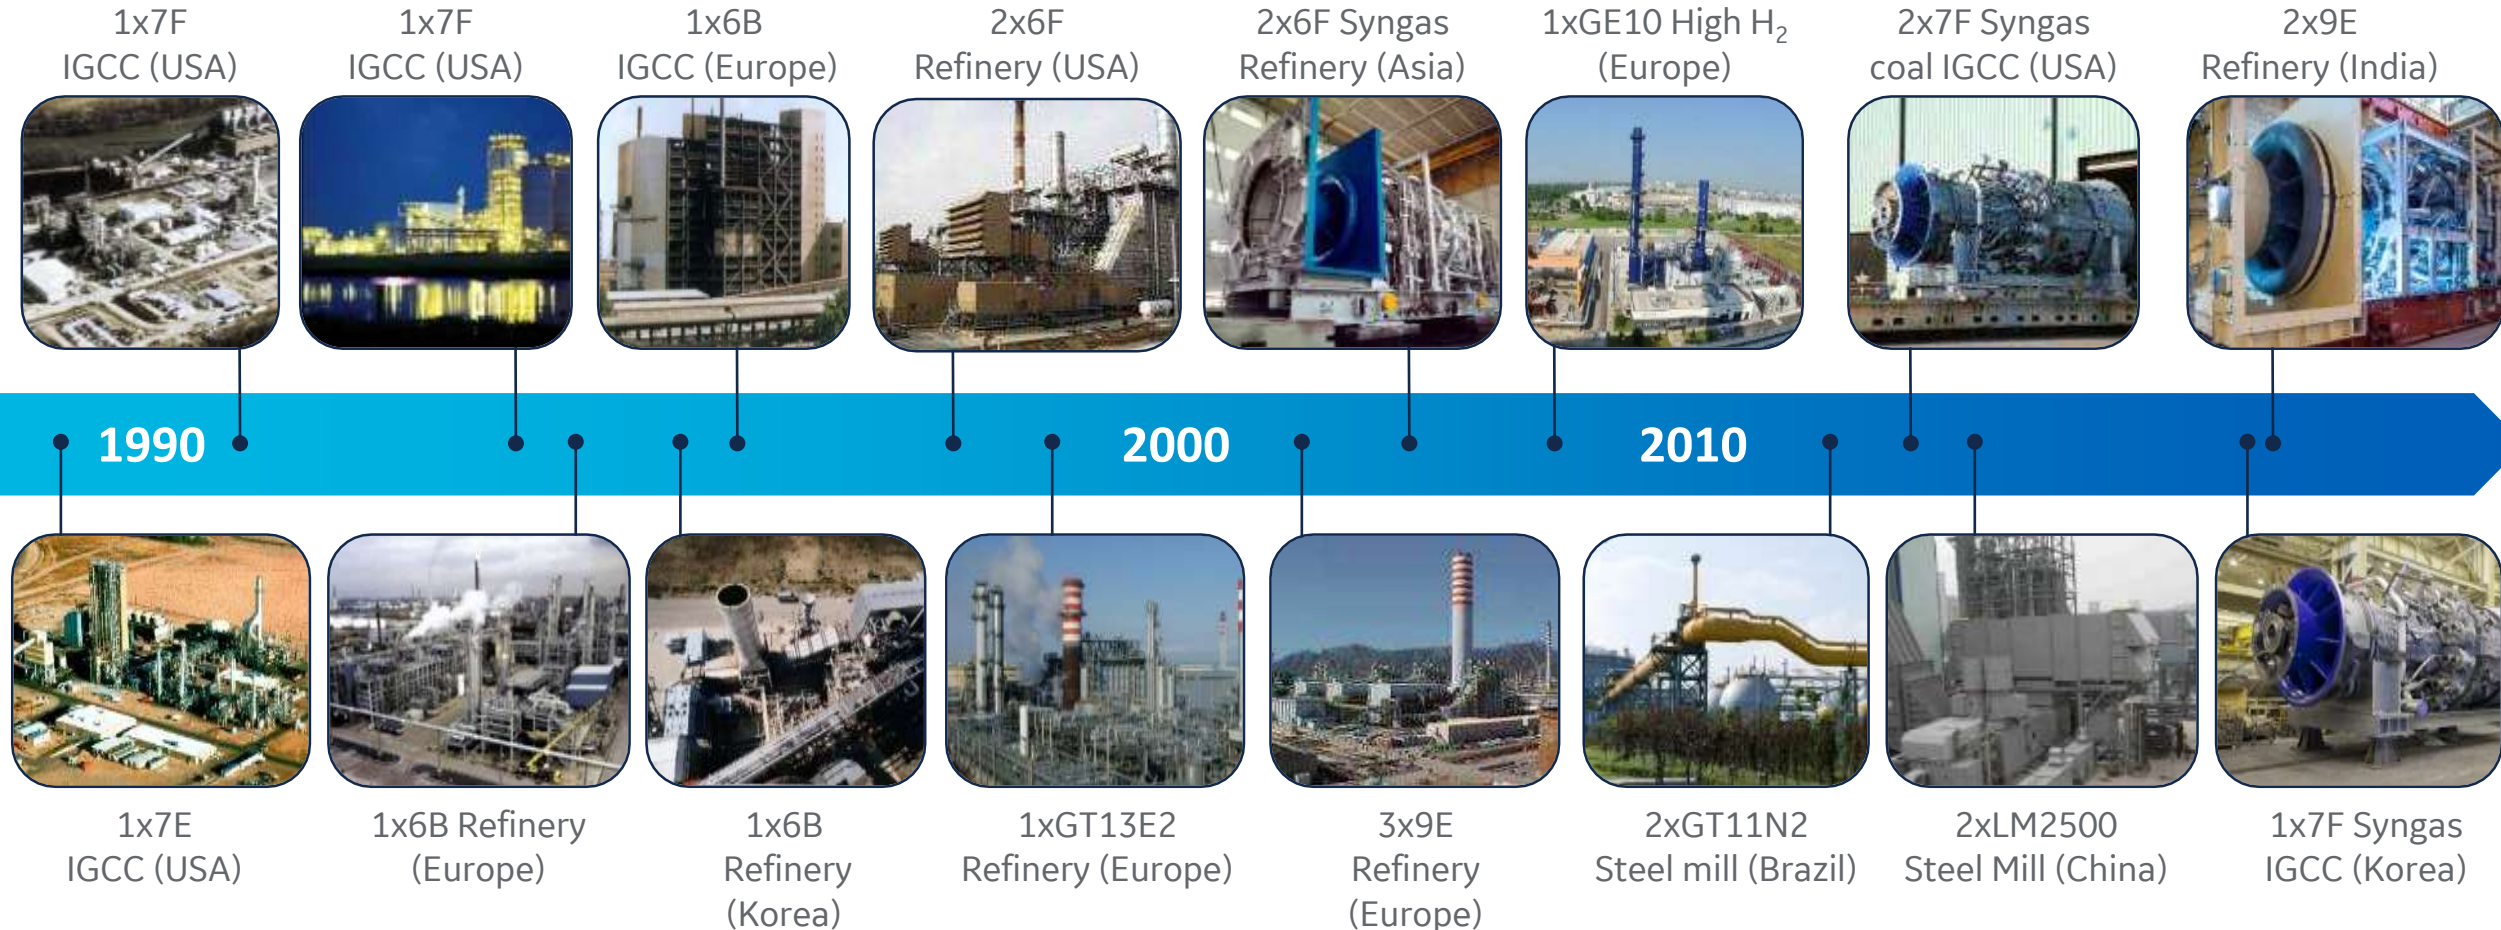 1x7F
IGCC (USA)
1x7F
IGCC (USA)
1x6B
IGCC (Europe)
2x6F
Refinery (USA)
2x6F Syngas
Refinery (Asia)
1xGE10 High H₂
(Europe)
2x7F Syngas
coal IGCC (USA)
2x9E
Refinery (India)
1990
2000
2010
1x7E
IGCC (USA)
1x6B Refinery
(Europe)
1x6B
Refinery
(Korea)
1xGT13E2
Refinery (Europe)
3x9E
Refinery
(Europe)
2xGT11N2
Steel mill (Brazil)
2xLM2500
Steel Mill (China)
1x7F Syngas
IGCC (Korea)